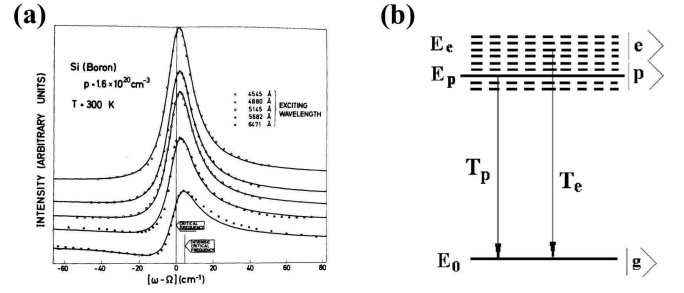 (a)
Si (Boron)
p = 1.6 × 10²⁰ cm⁻³
T = 300 K
4545 Å
4880 Å
5145 Å
5682 Å
6471 Å
EXCITING
WAVELENGTH
INTENSITY (ARBITRARY UNITS)
CRITICAL
FREQUENCY
INTRINSIC
CRITICAL
FREQUENCY
-60 -40 -20 0 20 40 60 80
[ω-Ω] (cm⁻¹)
(b)
Eₑ |e>
Eₚ |p>
Tₚ Tₑ
E₀ |g>